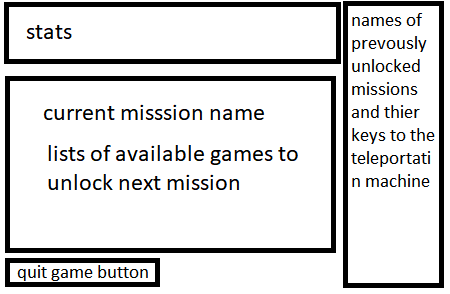 stats
current misssion name
lists of available games to
unlock next mission
quit game button
names of
prevously
unlocked
missions
and thier
keys to the
teleportati
n machine